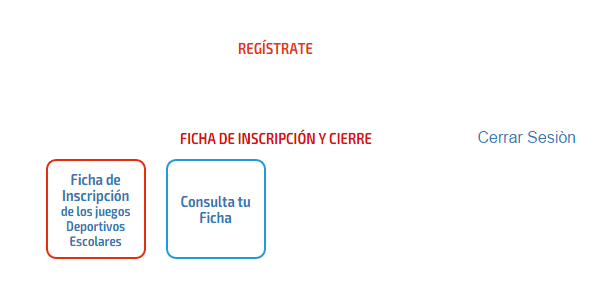 REGÍSTRATE
FICHA DE INSCRIPCIÓN Y CIERRE
Cerrar Sesiòn
Ficha de
Inscripción
de los juegos
Deportivos
Escolares
Consulta tu
Ficha